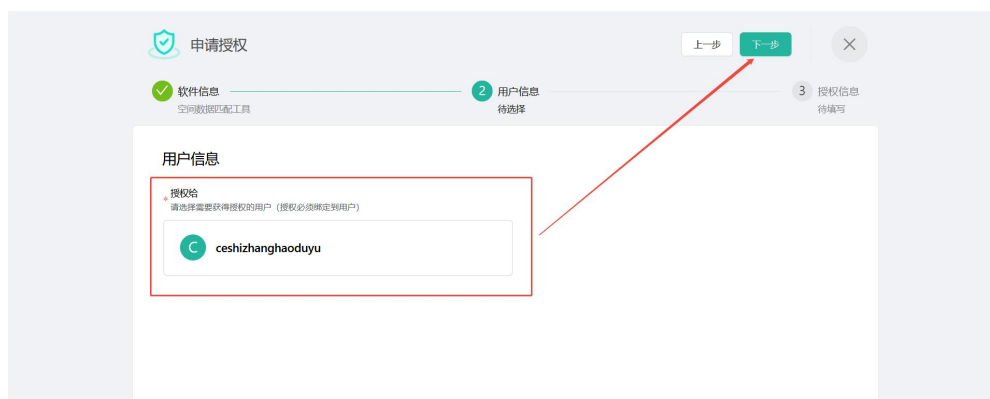 申请授权
上一步
下一步
软件信息
空间数据匹配工具
2 用户信息
待选择
3 授权信息
待填写
用户信息
* 授权给
请选择需要获得授权的用户（授权必须绑定到用户）
C ceshizhanghaoduyu